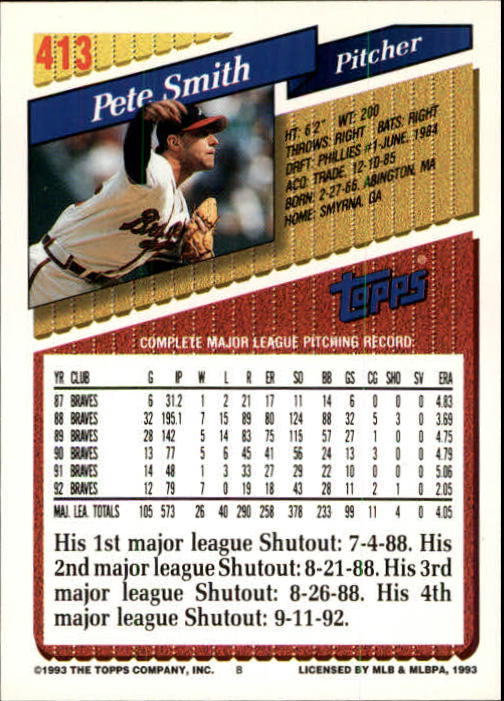 413
Pete Smith
Pitcher
HT: 6'2" WT: 200
THROWS: RIGHT BATS: RIGHT
DRFT: PHILLIES #1-JUNE, 1984
ACQ: TRADE, 12-10-85
BORN: 2-27-66, ABINGTON, MA
HOME: SMYRNA, GA
Braves
TOPPS®
COMPLETE MAJOR LEAGUE PITCHING RECORD
YR CLUB G IP W L R ER SO BB GS CG SHO SV ERA
87 BRAVES 6 31.2 1 2 21 17 11 14 6 0 0 0 4.83
88 BRAVES 32 195.1 7 15 89 80 124 88 32 5 3 0 3.69
89 BRAVES 28 142 5 14 83 75 115 57 27 1 0 0 4.75
90 BRAVES 13 77 5 6 45 41 56 24 13 3 0 0 4.79
91 BRAVES 14 48 1 3 33 27 29 22 10 0 0 0 5.06
92 BRAVES 12 79 7 0 19 18 43 28 11 2 1 0 2.05
MAJ. LEA. TOTALS 105 573 26 40 290 258 378 233 99 11 4 0 4.05
His 1st major league Shutout: 7-4-88. His
2nd major league Shutout: 8-21-88. His 3rd
major league Shutout: 8-26-88. His 4th
major league Shutout: 9-11-92.
©1993 THE TOPPS COMPANY, INC. B LICENSED BY MLB & MLBPA, 1993